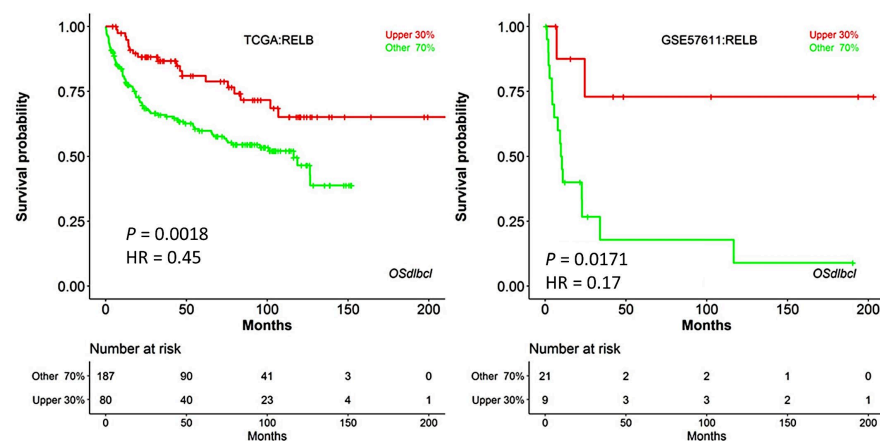 TCGA:RELB
Upper 30%
Other 70%
1.00
0.75
0.50
0.25
0.00
Survival probability
P = 0.0018
HR = 0.45
OSdlbcl
0 50 100 150 200
Months
Number at risk
Other 70% 187 90 41 3 0
Upper 30% 80 40 23 4 1
0 50 100 150 200
Months
GSE57611:RELB
Upper 30%
Other 70%
1.00
0.75
0.50
0.25
0.00
Survival probability
P = 0.0171
HR = 0.17
OSdlbcl
0 50 100 150 200
Months
Number at risk
Other 70% 21 2 2 1 0
Upper 30% 9 3 3 2 1
0 50 100 150 200
Months